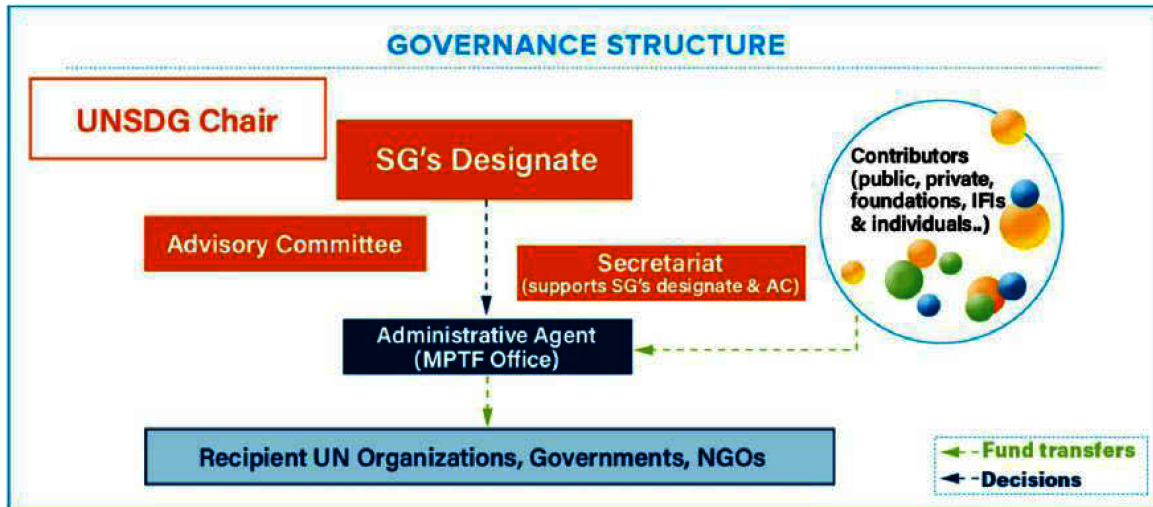 GOVERNANCE STRUCTURE
UNSDG Chair
SG's Designate
Advisory Committee
Secretariat
(supports SG's designate & AC)
Contributors
(public, private,
foundations, IFIs
& individuals..)
Administrative Agent
(MPTF Office)
Recipient UN Organizations, Governments, NGOs
Fund transfers
Decisions